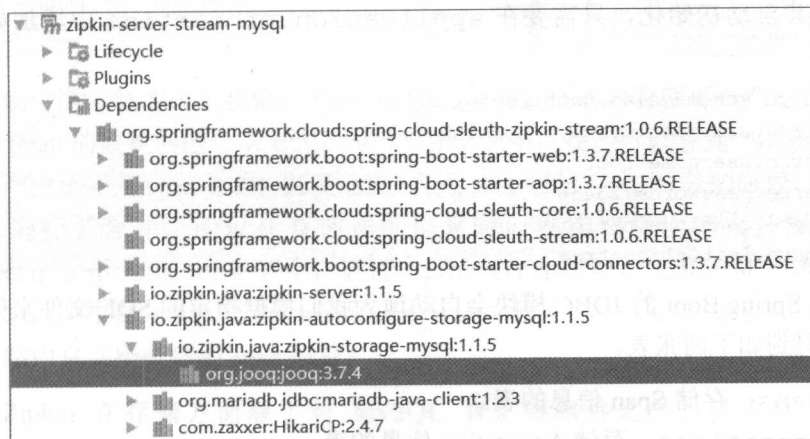 zipkin-server-stream-mysql
Lifecycle
Plugins
Dependencies
org.springframework.cloud:spring-cloud-sleuth-zipkin-stream:1.0.6.RELEASE
org.springframework.boot:spring-boot-starter-web:1.3.7.RELEASE
org.springframework.boot:spring-boot-starter-aop:1.3.7.RELEASE
org.springframework.cloud:spring-cloud-sleuth-core:1.0.6.RELEASE
org.springframework.cloud:spring-cloud-sleuth-stream:1.0.6.RELEASE
org.springframework.boot:spring-boot-starter-cloud-connectors:1.3.7.RELEASE
io.zipkin.java:zipkin-server:1.1.5
io.zipkin.java:zipkin-autoconfigure-storage-mysql:1.1.5
io.zipkin.java:zipkin-storage-mysql:1.1.5
org.jooq:jooq:3.7.4
org.mariadb.jdbc:mariadb-java-client:1.2.3
com.zaxxer:HikariCP:2.4.7